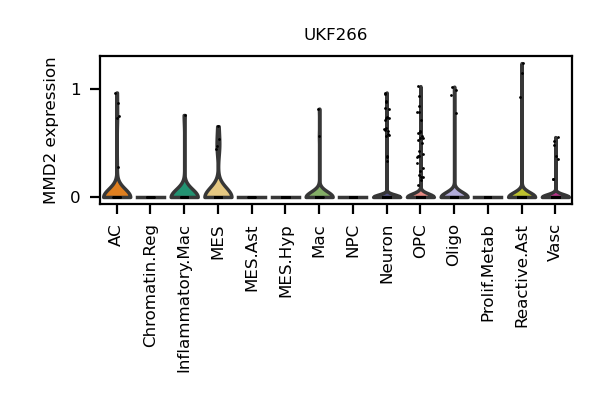 UKF266
MMD2 expression
1
0
AC
Chromatin.Reg
Inflammatory.Mac
MES
MES.Ast
MES.Hyp
Mac
NPC
Neuron
OPC
Oligo
Prolif.Metab
Reactive.Ast
Vasc